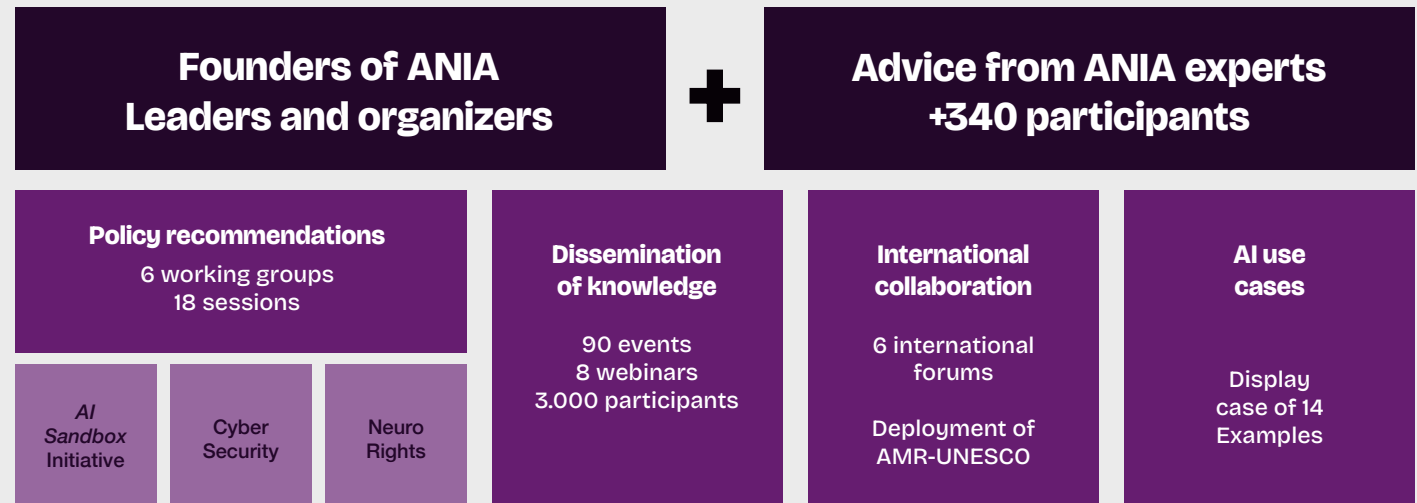 Founders of ANIA
Leaders and organizers
+
Advice from ANIA experts
+340 participants
Policy recommendations
6 working groups
18 sessions
AI
Sandbox
Initiative
Cyber
Security
Neuro
Rights
Dissemination
of knowledge
90 events
8 webinars
3.000 participants
International
collaboration
6 international
forums
Deployment of
AMR-UNESCO
AI use
cases
Display
case of 14
Examples